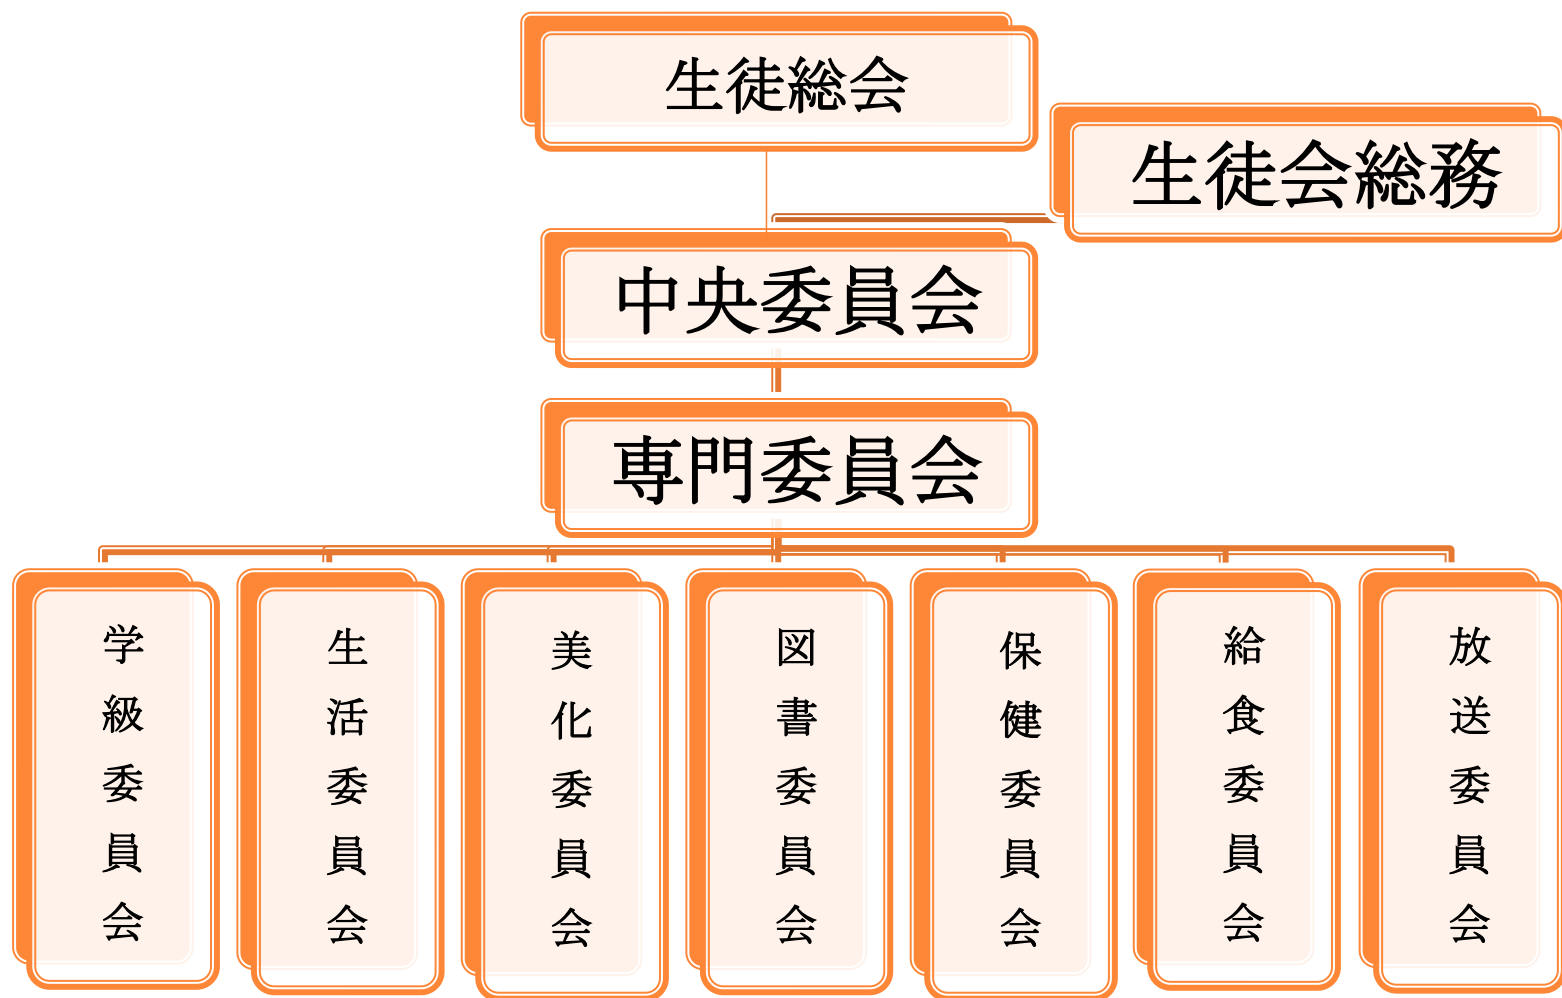 生徒総会
生徒会総務
中央委員会
専門委員会
学級委員会
生活委員会
美化委員会
図書委員会
保健委員会
給食委員会
放送委員会